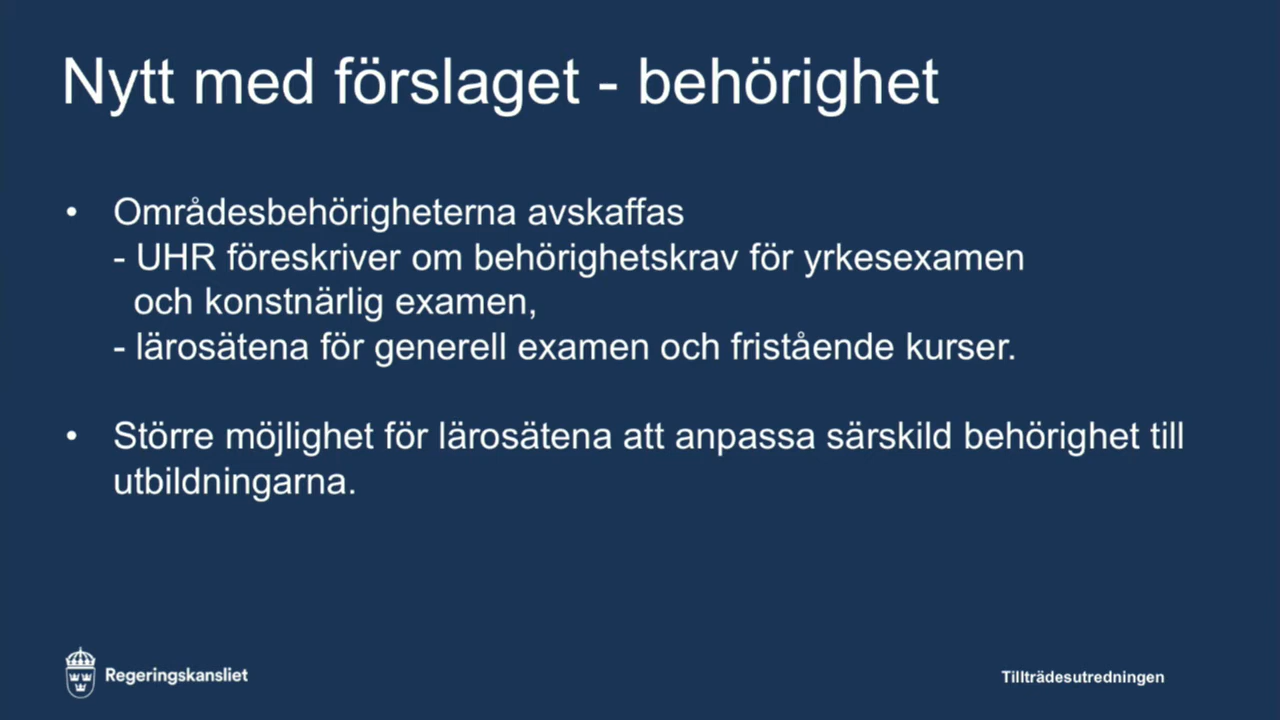 Nytt med förslaget - behörighet
• Områdesbehörigheterna avskaffas
- UHR föreskriver om behörighetskrav för yrkesexamen
och konstnärlig examen,
- lärosätena för generell examen och fristående kurser.
• Större möjlighet för lärosätena att anpassa särskild behörighet till
utbildningarna.
Regeringskansliet
Tillträdesutredningen